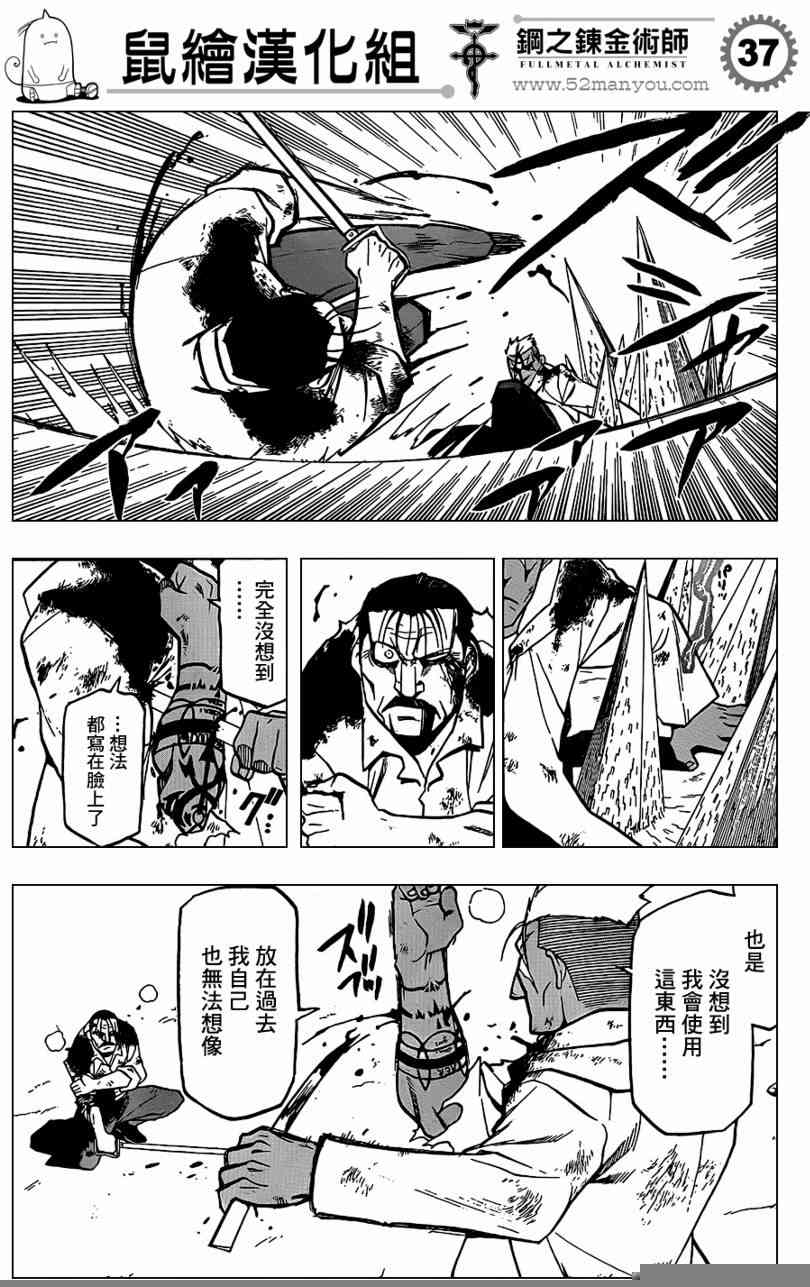 鼠繪漢化組
鋼之鍊金術師
FULLMETAL ALCHEMIST
www.52manyou.com
37
完全沒想到
……
…想法
都寫在臉上了
也是
沒想到
我會使用
這東西……
放在過去
我自己
也無法想像